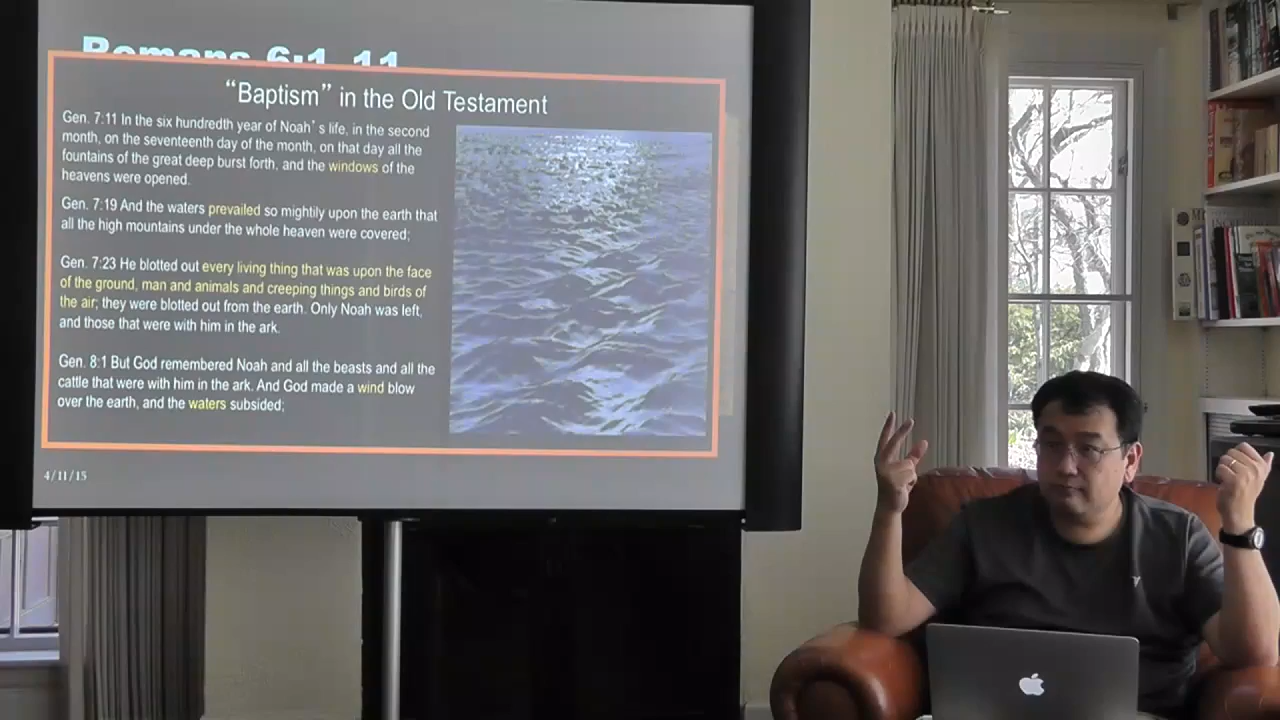 Romans 6:1-11
“Baptism” in the Old Testament
Gen. 7:11 In the six hundredth year of Noah’s life, in the second
month, on the seventeenth day of the month, on that day all the
fountains of the great deep burst forth, and the windows of the
heavens were opened.
Gen. 7:19 And the waters prevailed so mightily upon the earth that
all the high mountains under the whole heaven were covered;
Gen. 7:23 He blotted out every living thing that was upon the face
of the ground, man and animals and creeping things and birds of
the air; they were blotted out from the earth. Only Noah was left,
and those that were with him in the ark.
Gen. 8:1 But God remembered Noah and all the beasts and all the
cattle that were with him in the ark. And God made a wind blow
over the earth, and the waters subsided;
4/11/15